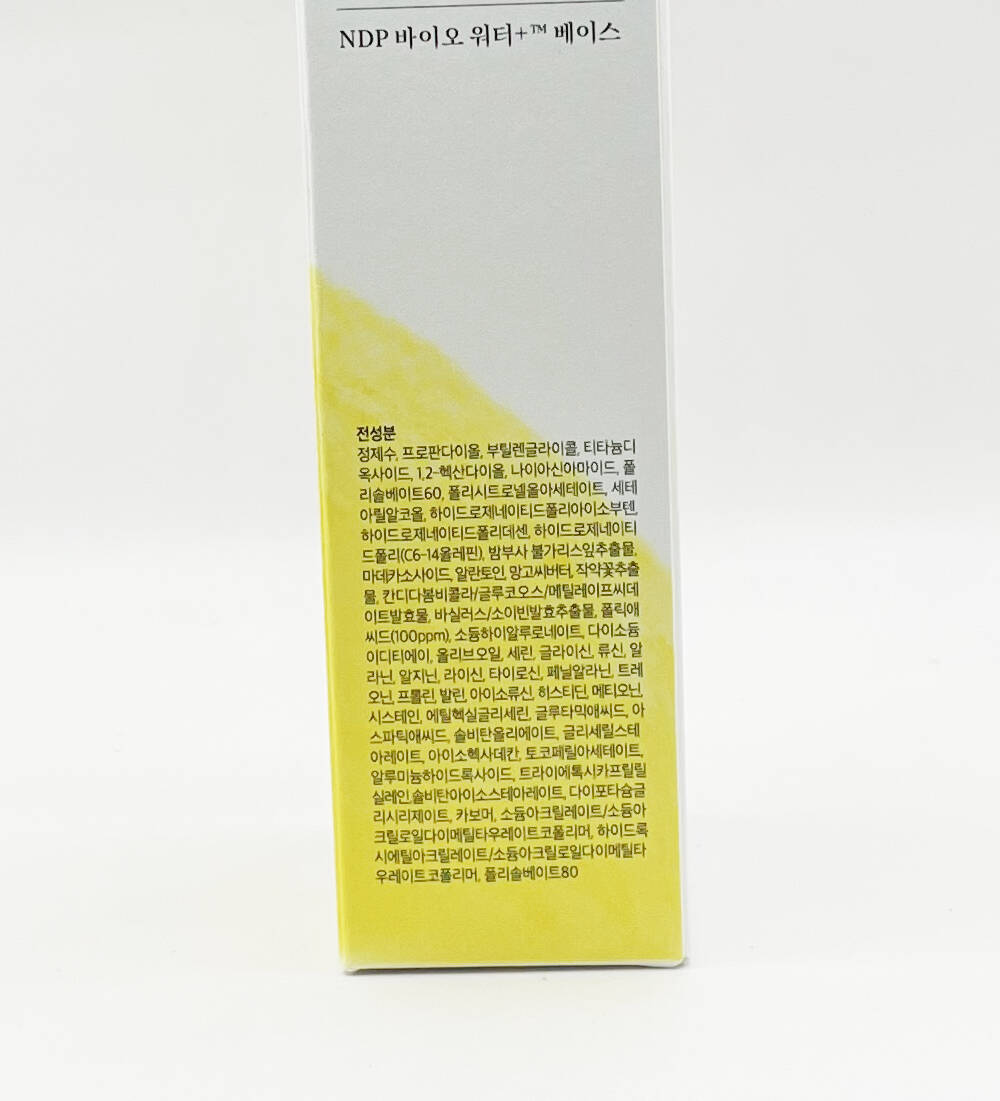 NDP 바이오 워터+™ 베이스
전성분
정제수, 프로판다이올, 부틸렌글라이콜, 티타늄디
옥사이드, 1,2-헥산다이올, 나이아신아마이드, 폴
리솔베이트60, 폴리시트로넬올아세테이트, 세테
아릴알코올, 하이드로제네이티드폴리아이소부텐,
하이드로제네이티드폴리데센, 하이드로제네이티
드폴리(C6-14올레핀), 밤부사 불가리스잎추출물,
마데카소사이드, 알란토인, 망고씨버터, 작약꽃추출
물, 칸디다봄비콜라/글루코오스/메틸레이프씨데
이트발효물, 바실러스/소이빈발효추출물, 폴릭애
씨드(100ppm), 소듐하이알루로네이트, 다이소듐
이디티에이, 올리브오일, 세린, 글라이신, 류신, 알
라닌, 알지닌, 라이신, 타이로신, 페닐알라닌, 트레
오닌, 프롤린, 발린, 아이소류신, 히스티딘, 메티오닌,
시스테인, 에틸헥실글리세린, 글루타믹애씨드, 아
스파틱애씨드, 솔비탄올리에이트, 글리세릴스테
아레이트, 아이소헥사데칸, 토코페릴아세테이트,
알루미늄하이드록사이드, 트라이에톡시카프릴릴
실레인,솔비탄아이소스테아레이트, 다이포타슘글
리시리제이트, 카보머, 소듐아크릴레이트/소듐아
크릴로일다이메틸타우레이트코폴리머, 하이드록
시에틸아크릴레이트/소듐아크릴로일다이메틸타
우레이트코폴리머, 폴리솔베이트80